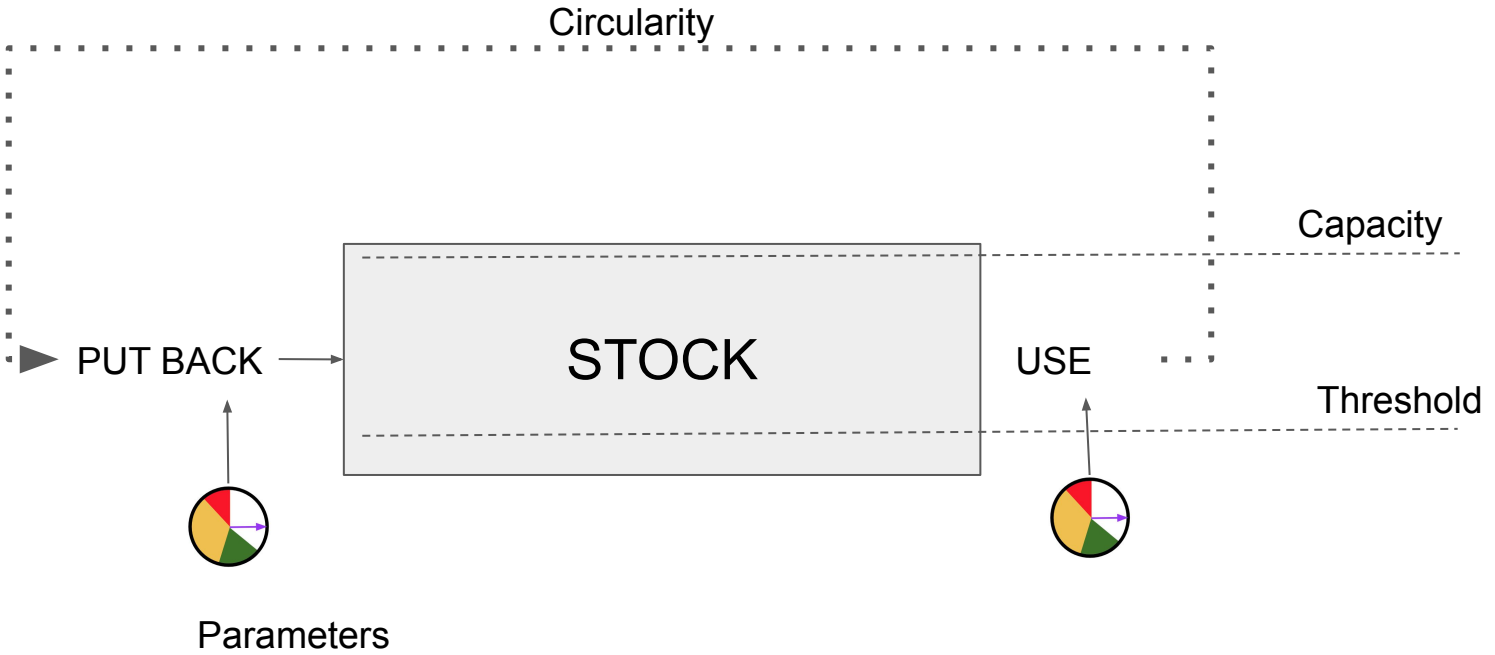 Circularity
Capacity
PUT BACK
STOCK
USE
Threshold
Parameters